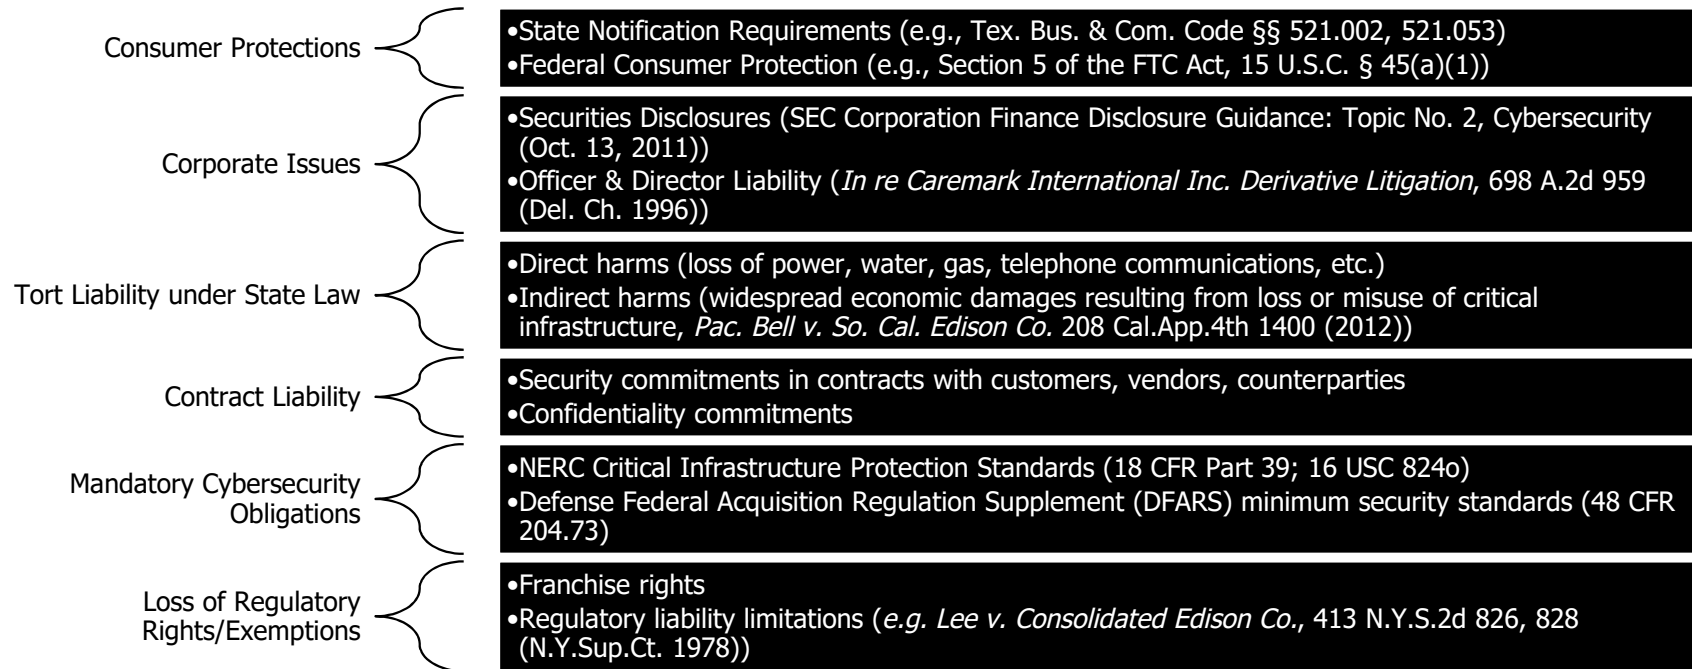 Consumer Protections
•State Notification Requirements (e.g., Tex. Bus. & Com. Code §§ 521.002, 521.053)
•Federal Consumer Protection (e.g., Section 5 of the FTC Act, 15 U.S.C. § 45(a)(1))
Corporate Issues
•Securities Disclosures (SEC Corporation Finance Disclosure Guidance: Topic No. 2, Cybersecurity
(Oct. 13, 2011))
•Officer & Director Liability (In re Caremark International Inc. Derivative Litigation, 698 A.2d 959
(Del. Ch. 1996))
Tort Liability under State Law
•Direct harms (loss of power, water, gas, telephone communications, etc.)
•Indirect harms (widespread economic damages resulting from loss or misuse of critical
infrastructure, Pac. Bell v. So. Cal. Edison Co. 208 Cal.App.4th 1400 (2012))
Contract Liability
•Security commitments in contracts with customers, vendors, counterparties
•Confidentiality commitments
Mandatory Cybersecurity
Obligations
•NERC Critical Infrastructure Protection Standards (18 CFR Part 39; 16 USC 824o)
•Defense Federal Acquisition Regulation Supplement (DFARS) minimum security standards (48 CFR
204.73)
Loss of Regulatory
Rights/Exemptions
•Franchise rights
•Regulatory liability limitations (e.g. Lee v. Consolidated Edison Co., 413 N.Y.S.2d 826, 828
(N.Y.Sup.Ct. 1978))